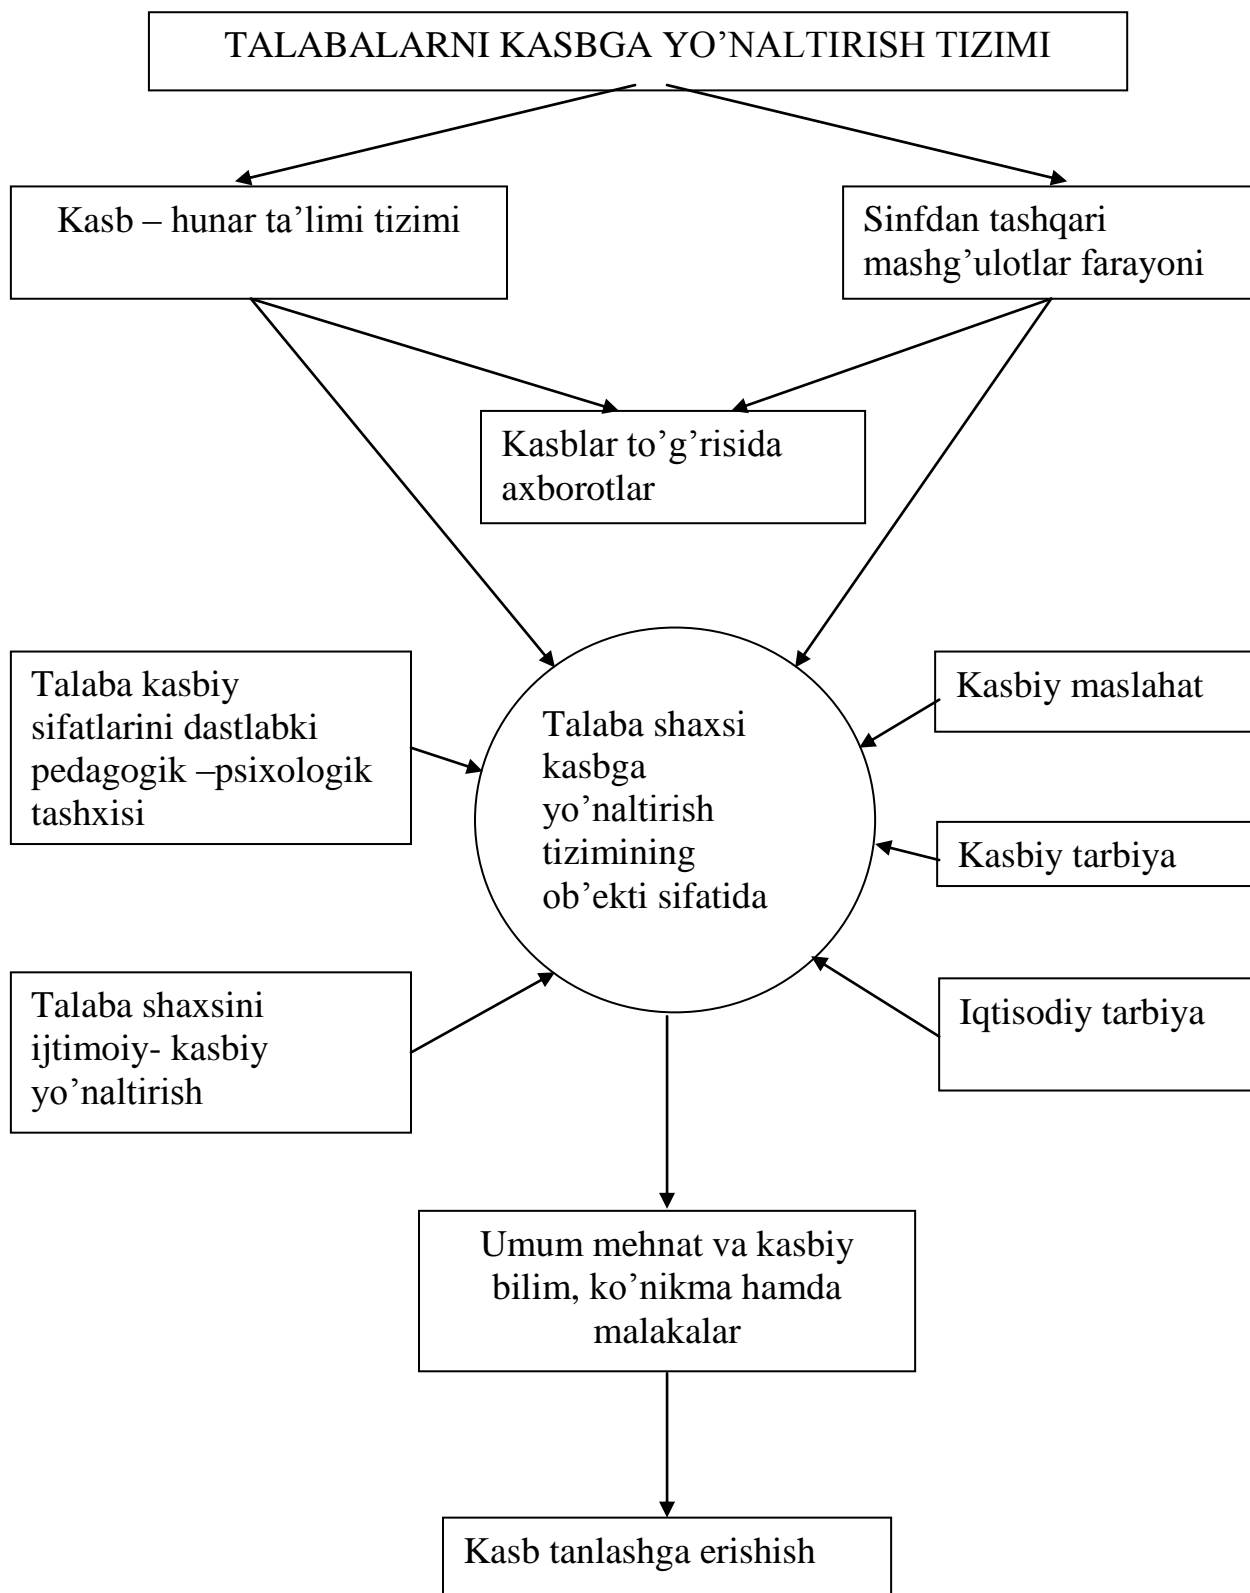 TALABALARNI KASBGA YO’NALTIRISH TIZIMI
Kasb – hunar ta’limi tizimi
Sinfdan tashqari
mashg’ulotlar farayoni
Kasblar to’g’risida
axborotlar
Talaba kasbiy
sifatlarini dastlabki
pedagogik –psixologik
tashxisi
Talaba shaxsi
kasbga
yo’naltirish
tizimining
ob’ekti sifatida
Kasbiy maslahat
Kasbiy tarbiya
Talaba shaxsini
ijtimoiy- kasbiy
yo’naltirish
Iqtisodiy tarbiya
Umum mehnat va kasbiy
bilim, ko’nikma hamda
malakalar
Kasb tanlashga erishish